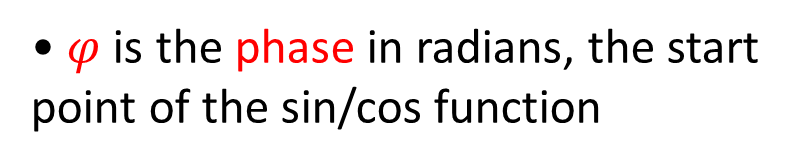 • φ is the phase in radians, the start
point of the sin/cos function